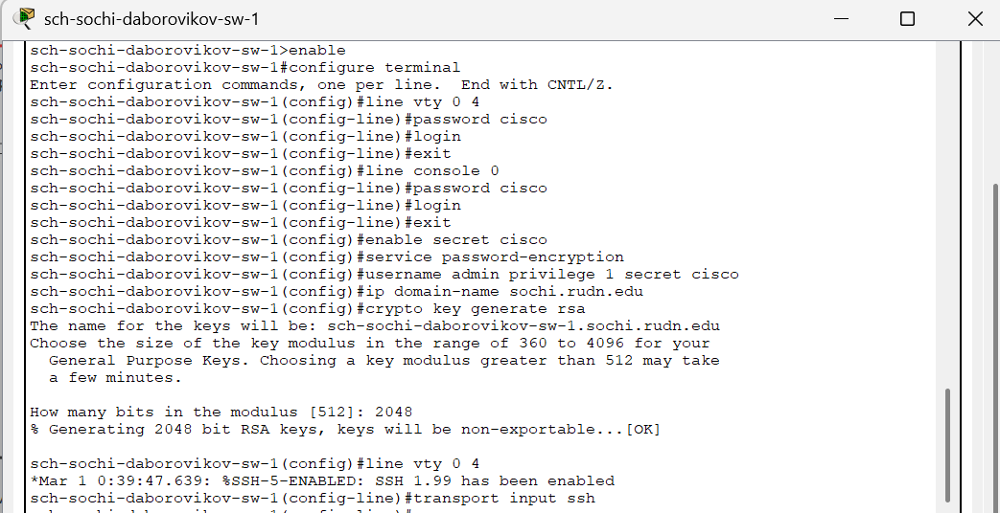 sch-sochi-daborovikov-sw-1
sch-sochi-daborovikov-sw-1>enable
sch-sochi-daborovikov-sw-1#configure terminal
Enter configuration commands, one per line.  End with CNTL/Z.
sch-sochi-daborovikov-sw-1(config)#line vty 0 4
sch-sochi-daborovikov-sw-1(config-line)#password cisco
sch-sochi-daborovikov-sw-1(config-line)#login
sch-sochi-daborovikov-sw-1(config-line)#exit
sch-sochi-daborovikov-sw-1(config)#line console 0
sch-sochi-daborovikov-sw-1(config-line)#password cisco
sch-sochi-daborovikov-sw-1(config-line)#login
sch-sochi-daborovikov-sw-1(config-line)#exit
sch-sochi-daborovikov-sw-1(config)#enable secret cisco
sch-sochi-daborovikov-sw-1(config)#service password-encryption
sch-sochi-daborovikov-sw-1(config)#username admin privilege 1 secret cisco
sch-sochi-daborovikov-sw-1(config)#ip domain-name sochi.rudn.edu
sch-sochi-daborovikov-sw-1(config)#crypto key generate rsa
The name for the keys will be: sch-sochi-daborovikov-sw-1.sochi.rudn.edu
Choose the size of the key modulus in the range of 360 to 4096 for your
  General Purpose Keys. Choosing a key modulus greater than 512 may take
  a few minutes.
How many bits in the modulus [512]: 2048
% Generating 2048 bit RSA keys, keys will be non-exportable...[OK]
sch-sochi-daborovikov-sw-1(config)#line vty 0 4
*Mar 1 0:39:47.639: %SSH-5-ENABLED: SSH 1.99 has been enabled
sch-sochi-daborovikov-sw-1(config-line)#transport input ssh